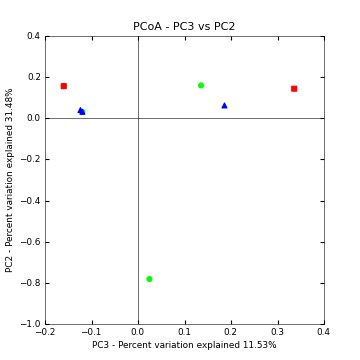 PCoA - PC3 vs PC2
0.4
0.2
0.0
−0.2
−0.4
−0.6
−0.8
−1.0
PC2 - Percent variation explained 31.48%
−0.2 −0.1 0.0 0.1 0.2 0.3 0.4
PC3 - Percent variation explained 11.53%